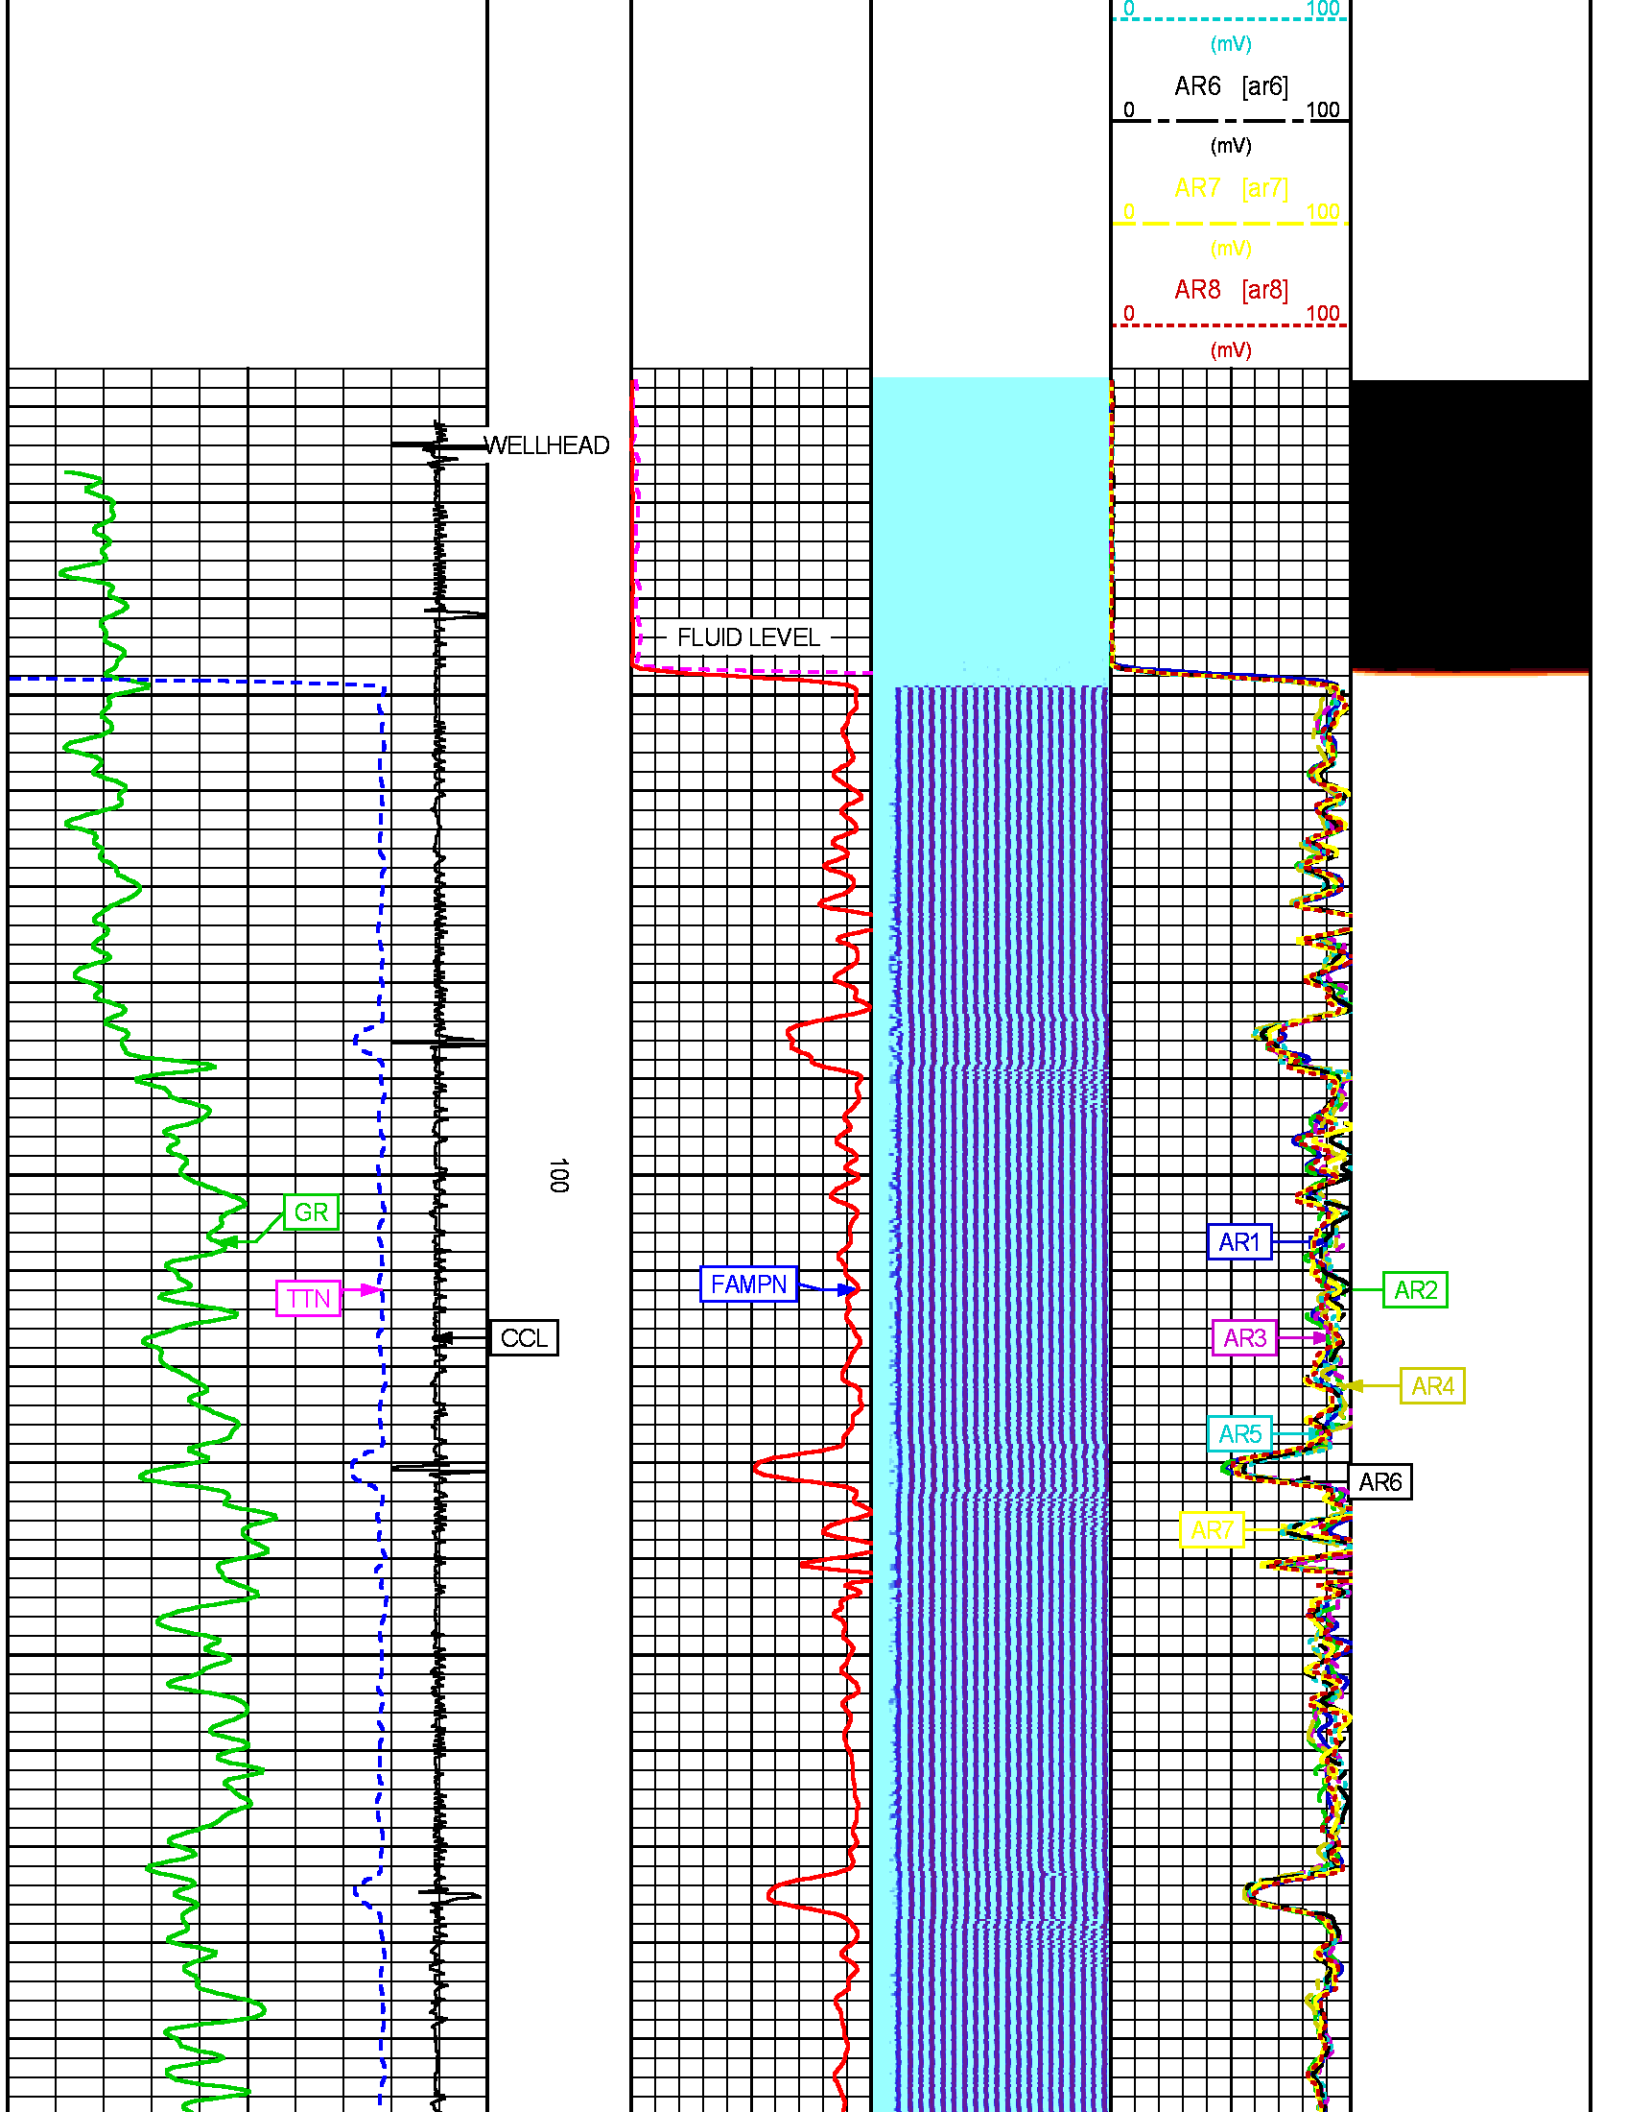 0 100
(mV)
AR6 [ar6]
0 100
(mV)
AR7 [ar7]
0 100
(mV)
AR8 [ar8]
0 100
(mV)
WELLHEAD
FLUID LEVEL
100
GR
AR1
FAMPN
AR2
TTN
CCL
AR3
AR4
AR5
AR6
AR7